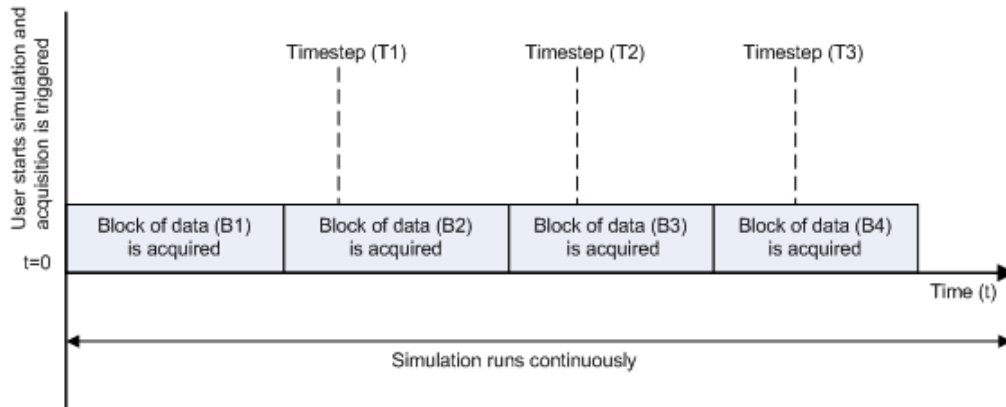 User starts simulation and
acquisition is triggered
Timestep (T1)
Timestep (T2)
Timestep (T3)
Block of data (B1)
is acquired
Block of data (B2)
is acquired
Block of data (B3)
is acquired
Block of data (B4)
is acquired
t=0
Time (t)
Simulation runs continuously